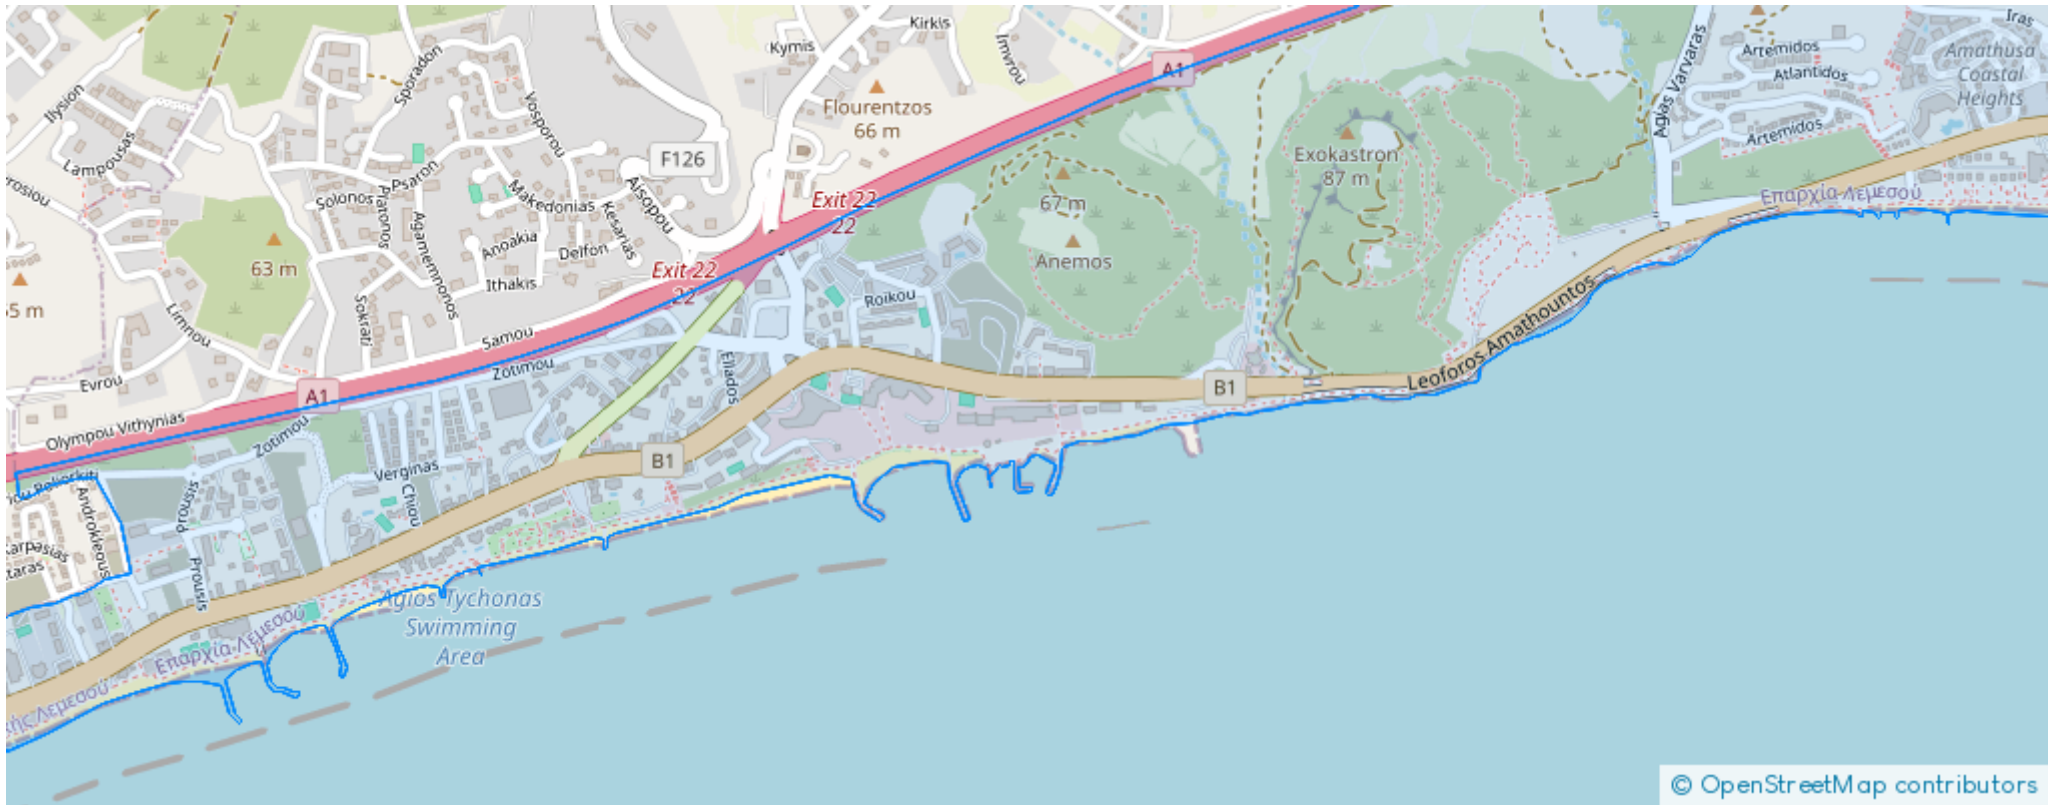 Kirkis
Kymis
Imvrou
A1
Iras
Artemidos
Amathusa
Coastal
Heights
Atlantidos
Artemidos
Agias Varvaras
Sporadon
Ilysion
Vosporou
Flourentzos
66 m
Lampousas
F126
Exokastron
87 m
Psaron
Solonos
Platonos
Makedonias
Aisopou
Kesarias
Exit 22
22
67 m
Επαρχία Λεμεσού
Agamemnonos
Anoakia
Delfon
Anemos
63 m
Exit 22
22
Ithakis
Roikou
Sokrati
Limnou
Samou
Leoforos Amathountos
Zotimou
Eliados
Evrou
A1
B1
Olympou Vithynias
Zotimou
B1
Verginas
Chiou
Prousis
Androkleous
Karpasias
Prousis
Agios Tychonas
Swimming
Area
Επαρχία Λεμεσού
Λεμεσού
© OpenStreetMap contributors